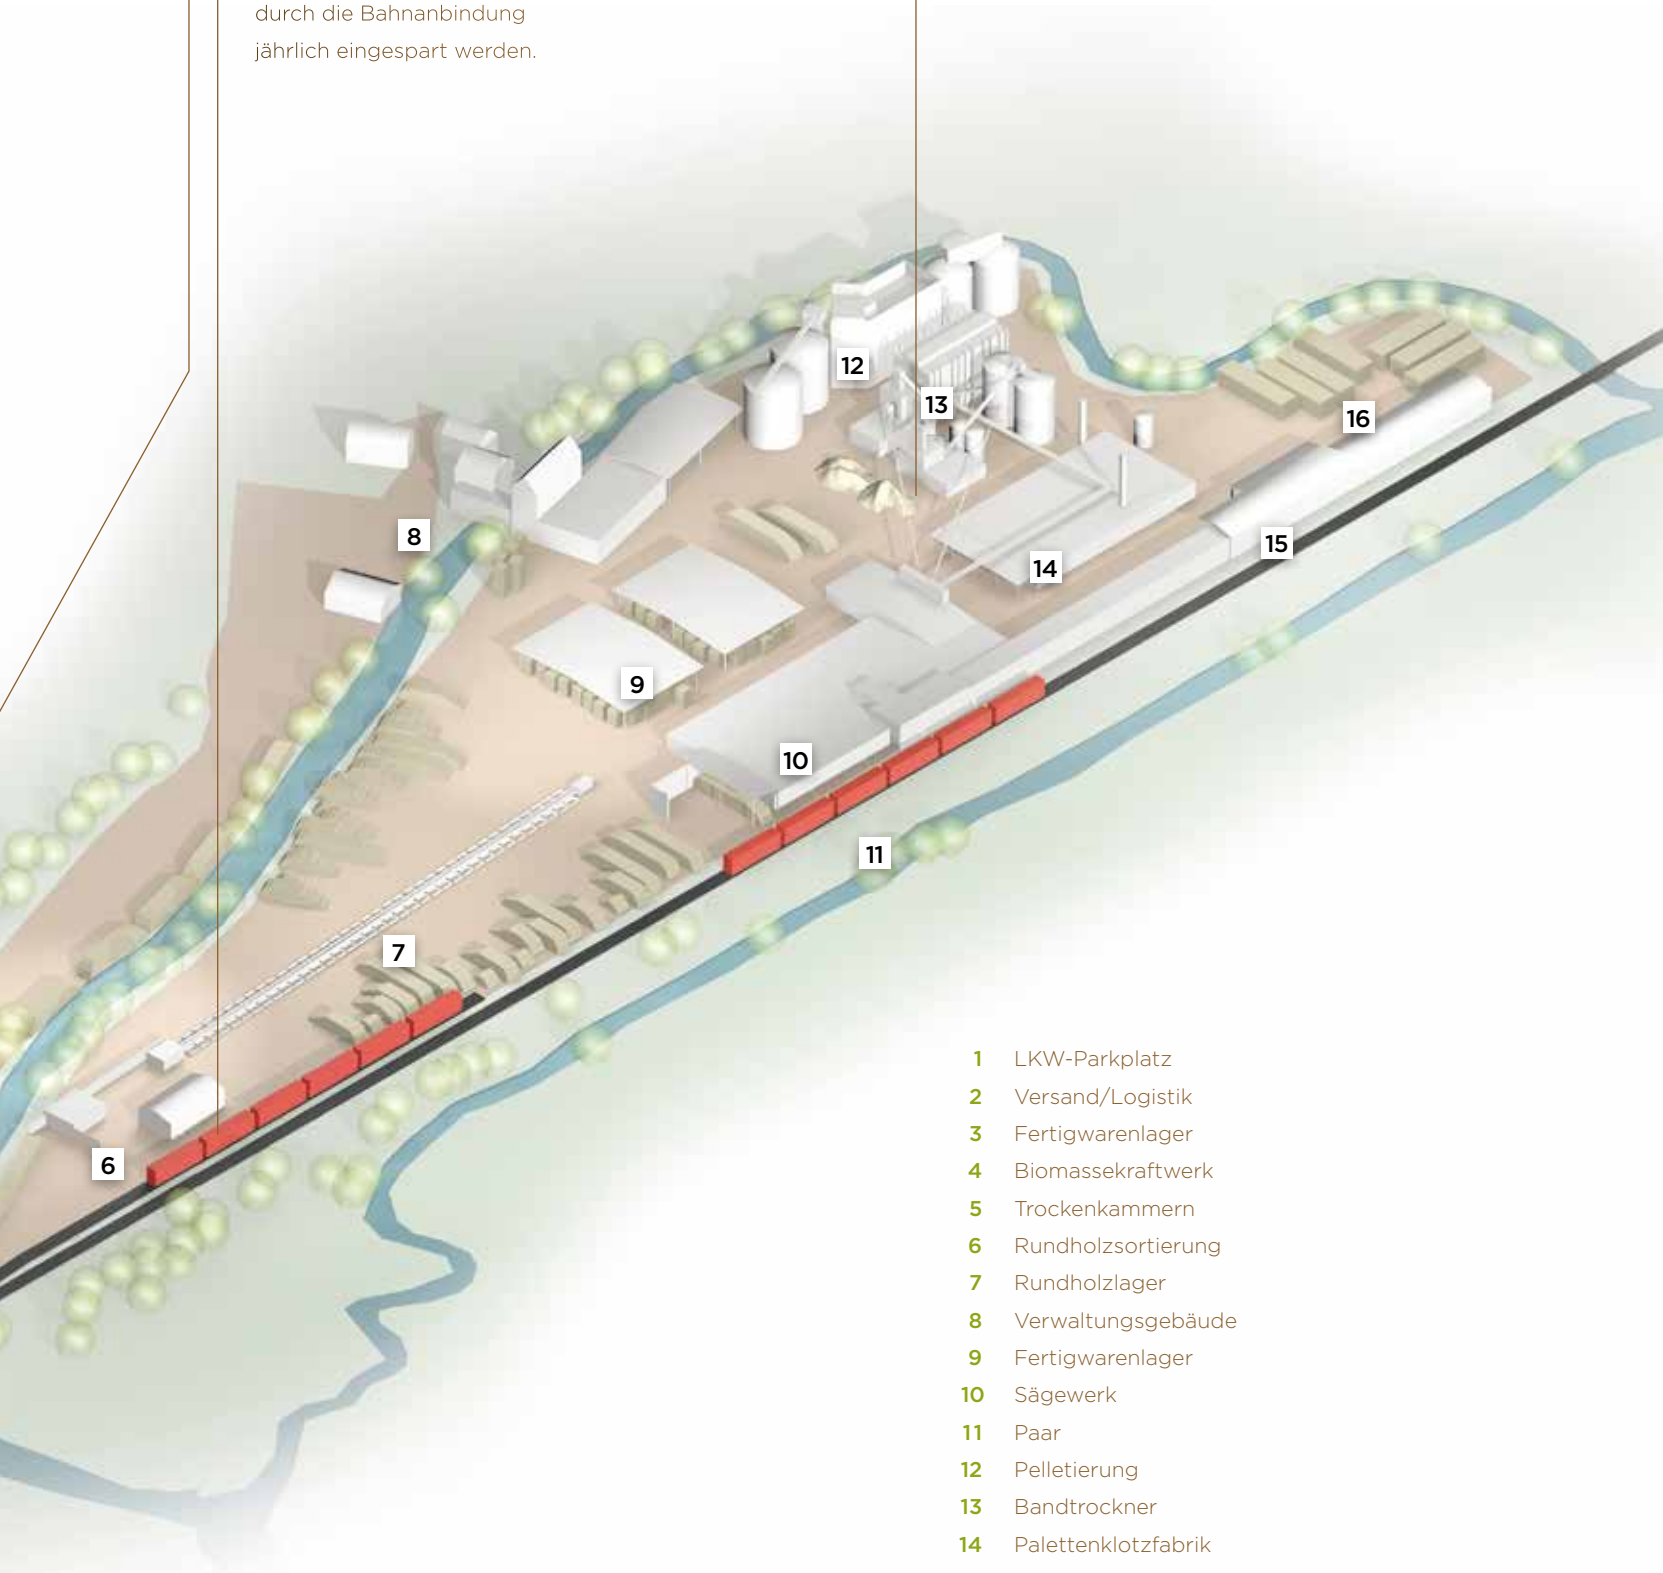 durch die Bahnanbindung
jährlich eingespart werden.
12
13
16
8
15
14
9
10
11
7
6
1 LKW-Parkplatz
2 Versand/Logistik
3 Fertigwarenlager
4 Biomassekraftwerk
5 Trockenkammern
6 Rundholzsortierung
7 Rundholzlager
8 Verwaltungsgebäude
9 Fertigwarenlager
10 Sägewerk
11 Paar
12 Pelletierung
13 Bandtrockner
14 Palettenklotzfabrik